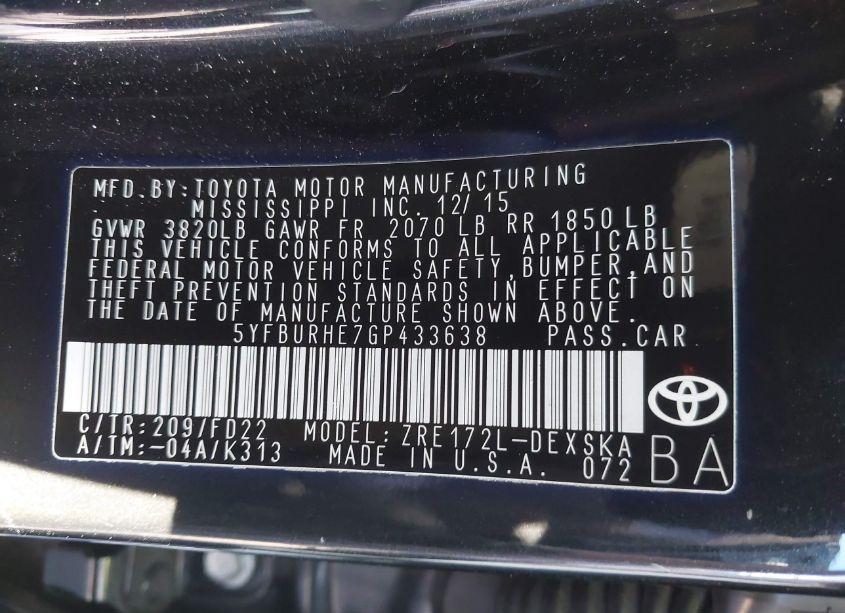 MFD.BY:TOYOTA MOTOR MANUFACTURING
MISSISSIPPI INC. 12/15
GVWR 3820LB GAWR FR 2070 LB RR 1850 LB
THIS VEHICLE CONFORMS TO ALL APPLICABLE
FEDERAL MOTOR VEHICLE SAFETY,BUMPER,AND
THEFT PREVENTION STANDARDS IN EFFECT ON
THE DATE OF MANUFACTURE SHOWN ABOVE.
5YFBURHE7GP433638 PASS.CAR
C/TR:209/FD22 MODEL:ZRE172L-DEXSKA
A/TM:-04A/K313 MADE IN U.S.A. 072
BA